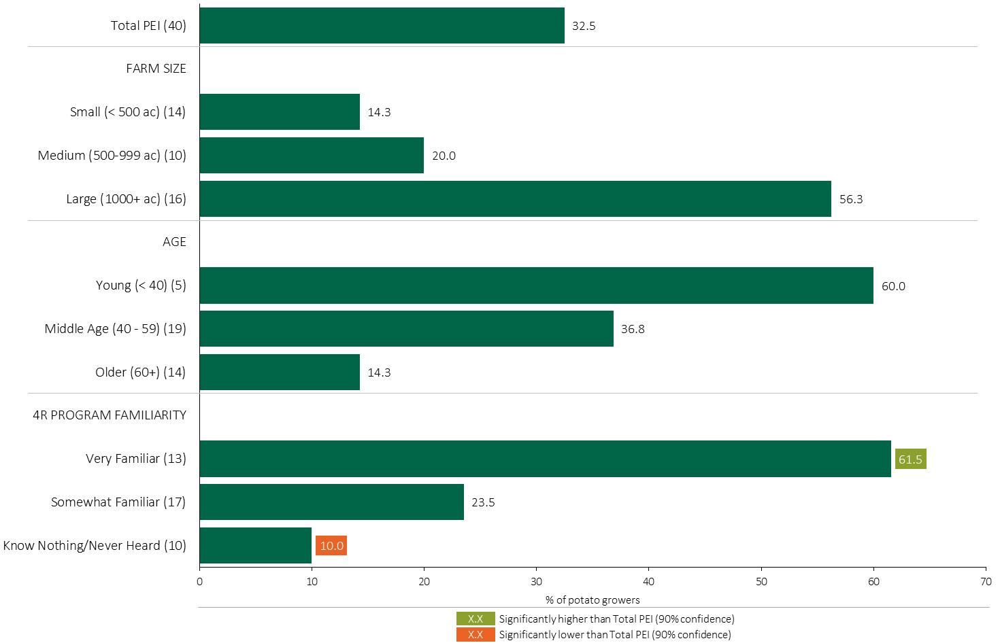 Total PEI (40) 32.5
FARM SIZE
Small (< 500 ac) (14) 14.3
Medium (500-999 ac) (10) 20.0
Large (1000+ ac) (16) 56.3
AGE
Young (< 40) (5) 60.0
Middle Age (40 - 59) (19) 36.8
Older (60+) (14) 14.3
4R PROGRAM FAMILIARITY
Very Familiar (13) 61.5
Somewhat Familiar (17) 23.5
Know Nothing/Never Heard (10) 10.0
0 10 20 30 40 50 60 70
% of potato growers
X.X Significantly higher than Total PEI (90% confidence)
X.X Significantly lower than Total PEI (90% confidence)